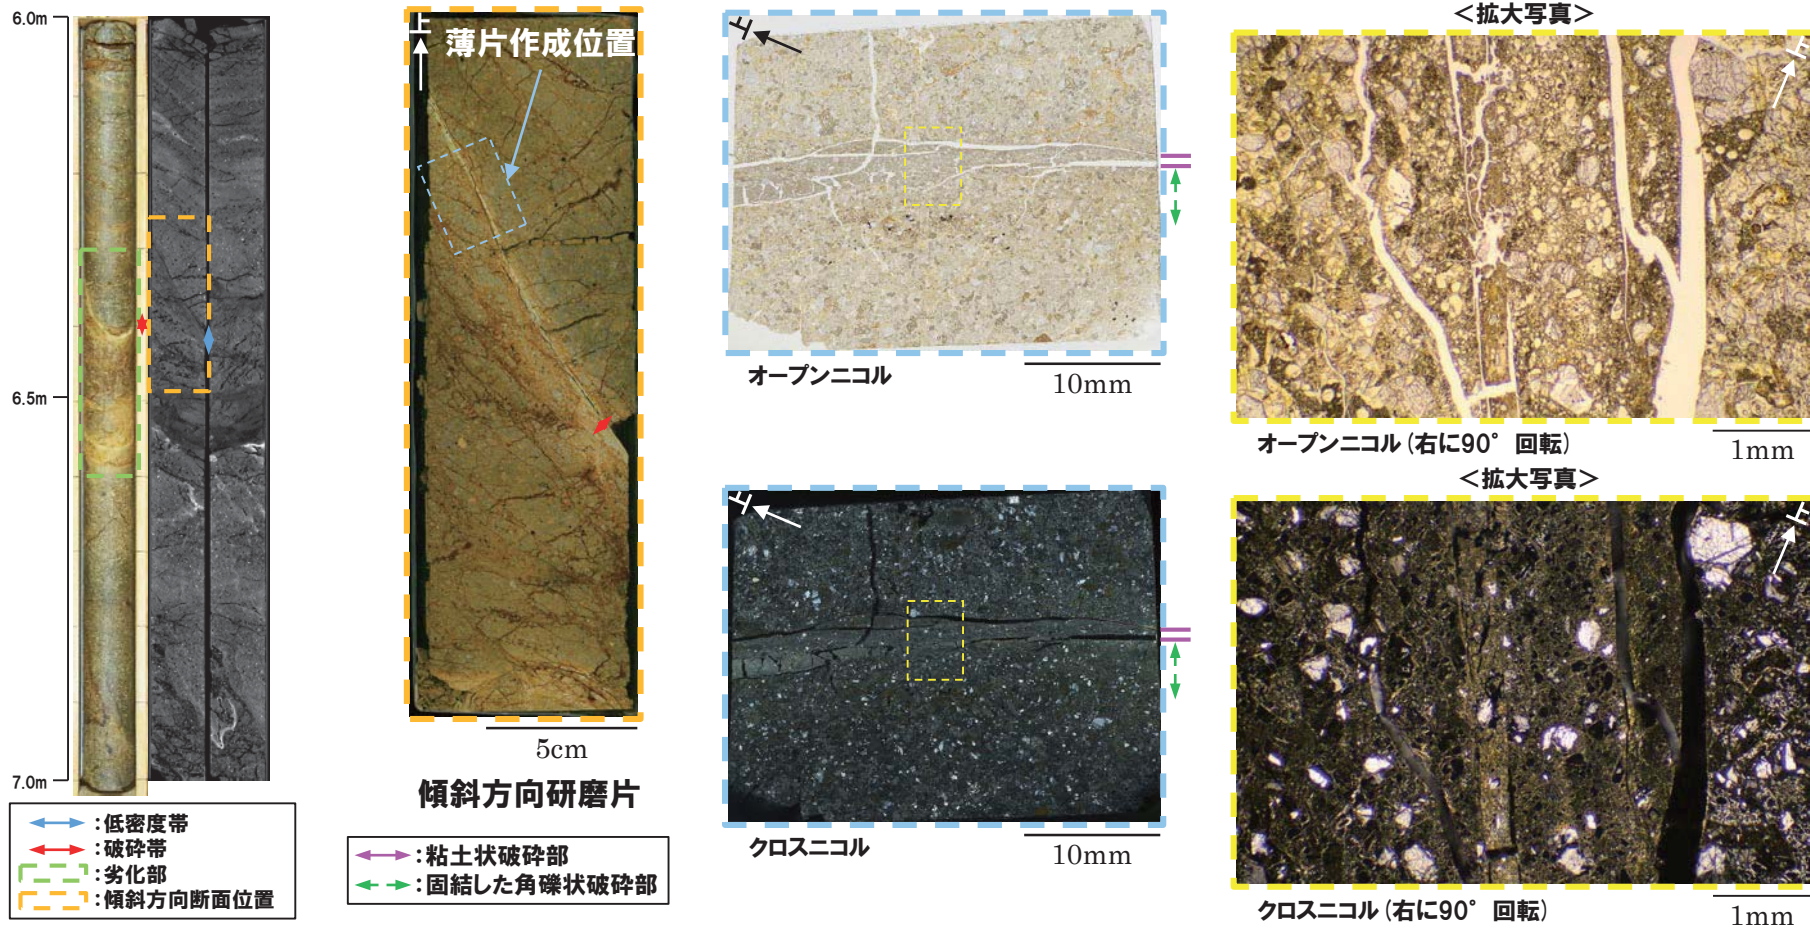 6.0m
6.5m
7.0m
:低密度帯
:破砕帯
:劣化部
:傾斜方向断面位置
上
薄片作成位置
5cm
傾斜方向研磨片
:粘土状破砕部
:固結した角礫状破砕部
上
オープンニコル
10mm
上
クロスニコル
10mm
<拡大写真>
上
オープンニコル(右に90°回転)
1mm
<拡大写真>
上
クロスニコル(右に90°回転)
1mm